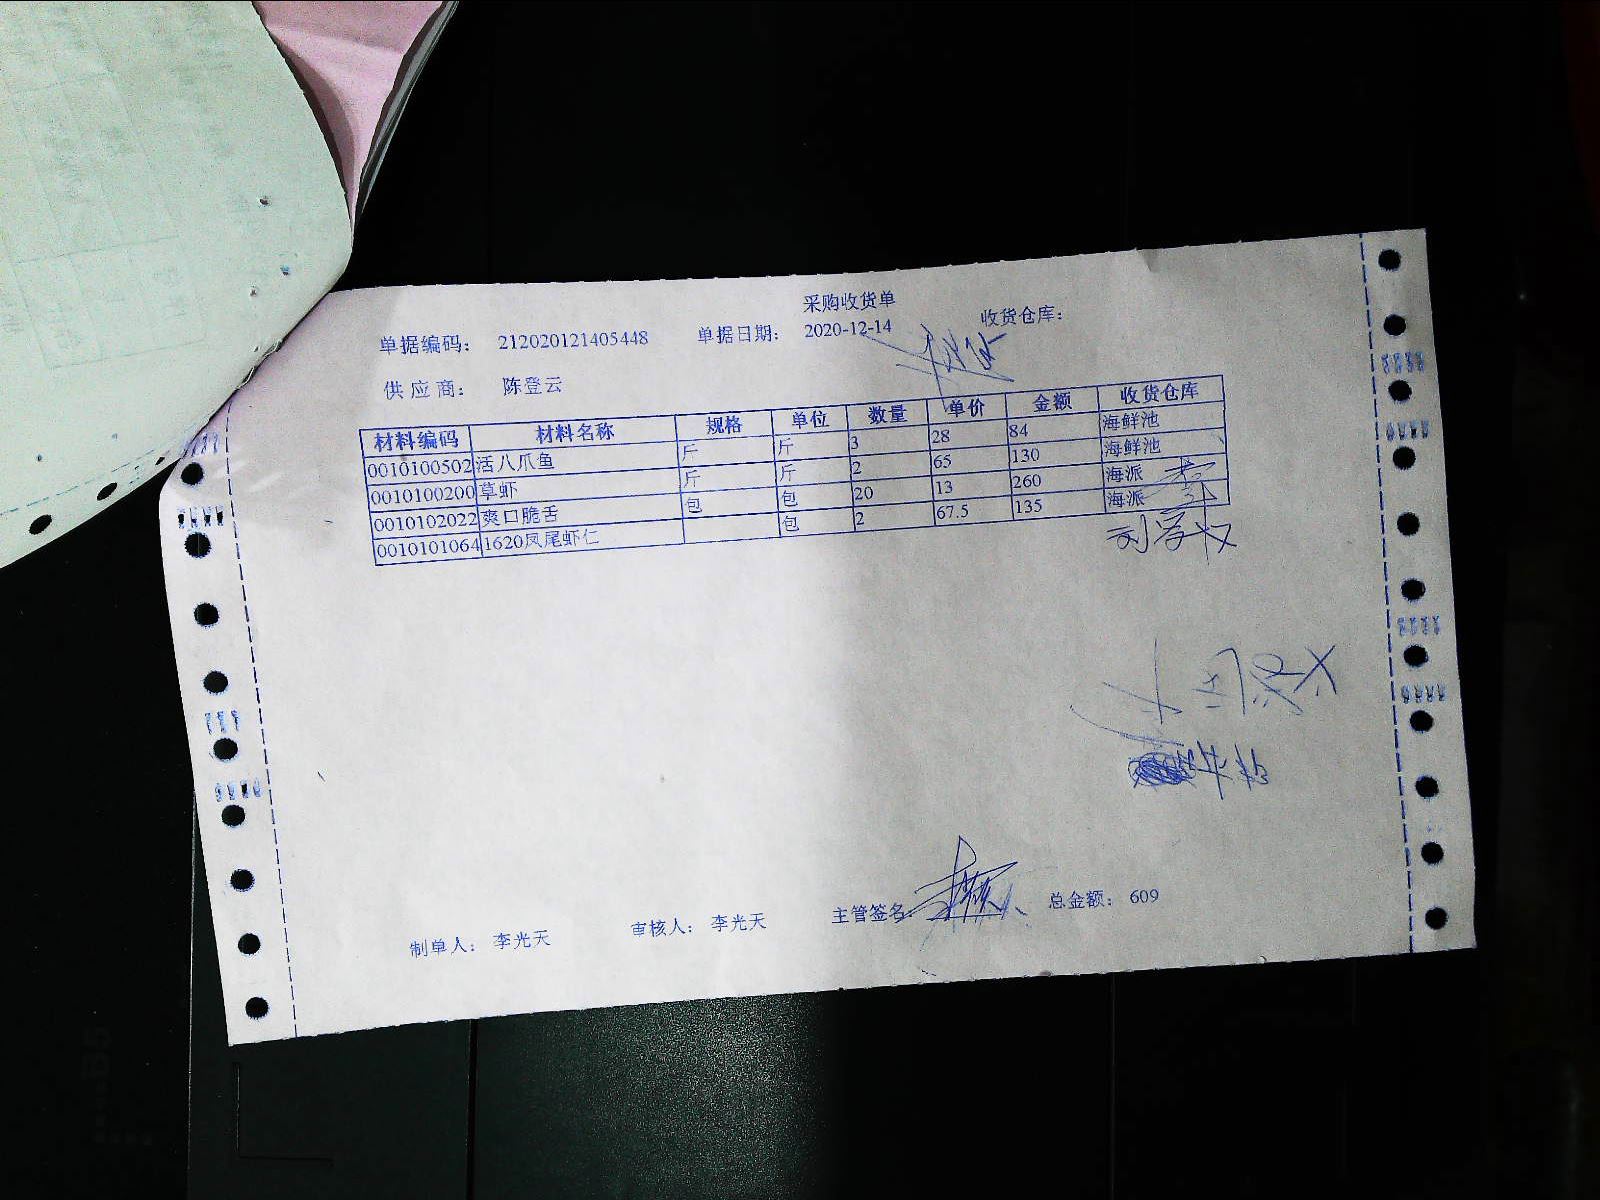 采购收货单
单据编码： 212020121405448 单据日期： 2020-12-14 收货仓库：
供应商： 陈登云
材料编码 材料名称 规格 单位 数量 单价 金额 收货仓库
0010100502 活八爪鱼 斤 斤 3 28 84 海鲜池
0010100200 草虾 斤 斤 2 65 130 海鲜池
0010102022 爽口脆舌 包 包 20 13 260 海派
0010101064 1620凤尾虾仁 包 2 67.5 135 海派
刘学权
制单人： 李光天 审核人： 李光天 主管签名： 总金额： 609